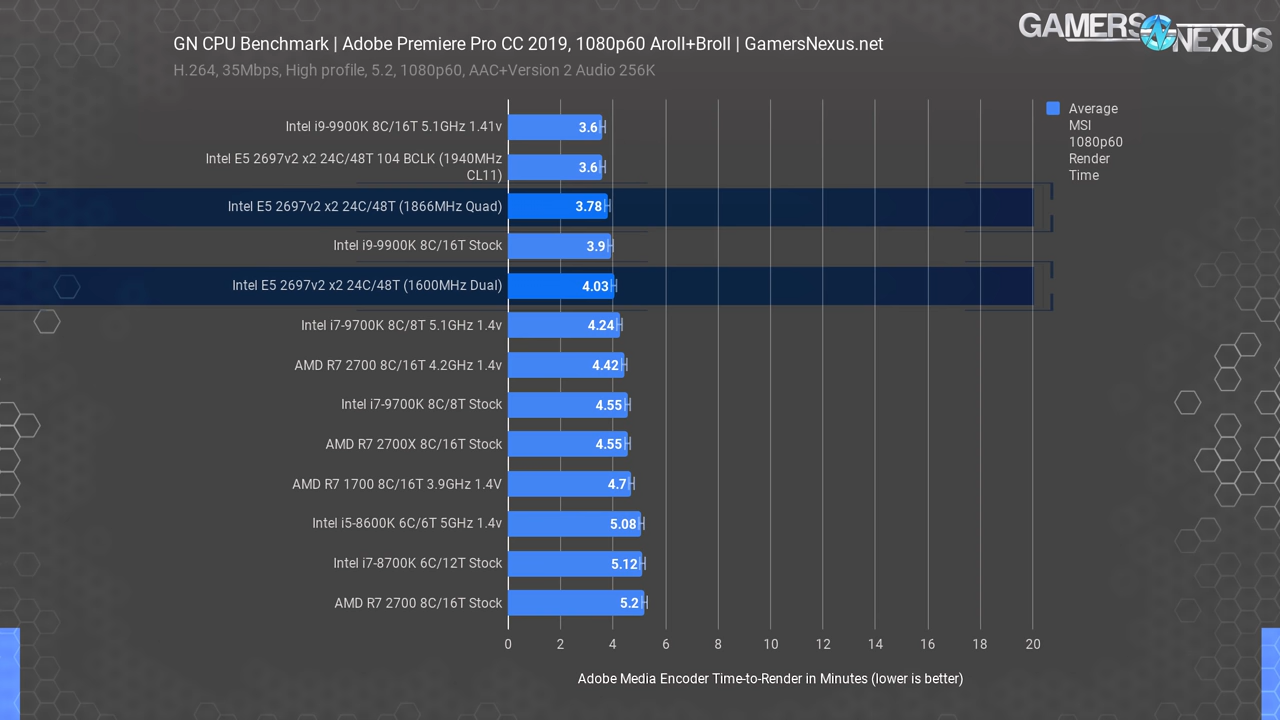 GN CPU Benchmark | Adobe Premiere Pro CC 2019, 1080p60 Aroll+Broll | GamersNexus.net
GAMERS NEXUS
H.264, 35Mbps, High profile, 5.2, 1080p60, AAC+Version 2 Audio 256K
Average
MSI
1080p60
Render
Time
Intel i9-9900K 8C/16T 5.1GHz 1.41v 3.6
Intel E5 2697v2 x2 24C/48T 104 BCLK (1940MHz
CL11) 3.6
Intel E5 2697v2 x2 24C/48T (1866MHz Quad) 3.78
Intel i9-9900K 8C/16T Stock 3.9
Intel E5 2697v2 x2 24C/48T (1600MHz Dual) 4.03
Intel i7-9700K 8C/8T 5.1GHz 1.4v 4.24
AMD R7 2700 8C/16T 4.2GHz 1.4v 4.42
Intel i7-9700K 8C/8T Stock 4.55
AMD R7 2700X 8C/16T Stock 4.55
AMD R7 1700 8C/16T 3.9GHz 1.4V 4.7
Intel i5-8600K 6C/6T 5GHz 1.4v 5.08
Intel i7-8700K 6C/12T Stock 5.12
AMD R7 2700 8C/16T Stock 5.2
0 2 4 6 8 10 12 14 16 18 20
Adobe Media Encoder Time-to-Render in Minutes (lower is better)